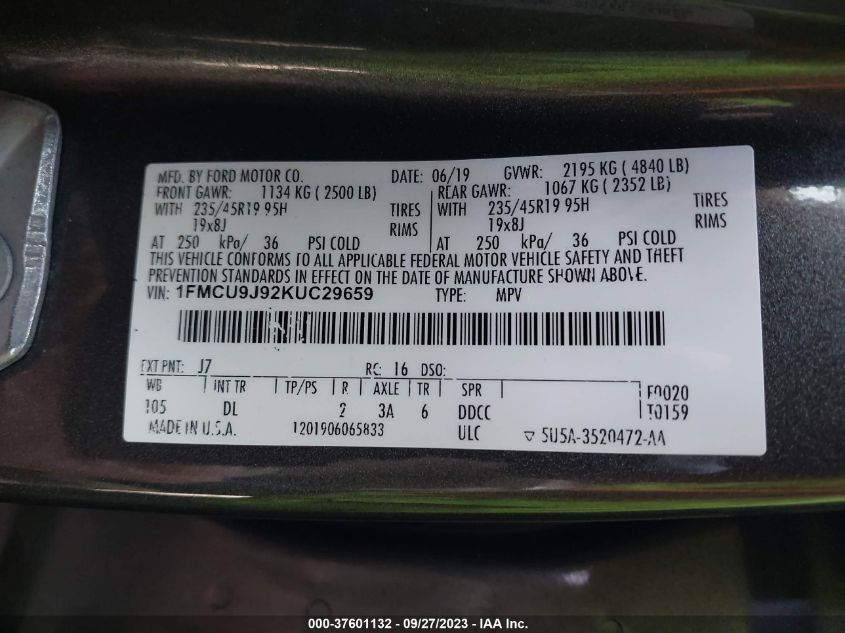 MFD. BY FORD MOTOR CO. DATE: 06/19 GVWR: 2195 KG ( 4840 LB)
FRONT GAWR: 1134 KG ( 2500 LB) REAR GAWR: 1067 KG ( 2352 LB)
WITH 235/45R19 95H TIRES WITH 235/45R19 95H TIRES
19x8J RIMS 19x8J RIMS
AT 250 kPa/ 36 PSI COLD AT 250 kPa/ 36 PSI COLD
THIS VEHICLE CONFORMS TO ALL APPLICABLE FEDERAL MOTOR VEHICLE SAFETY AND THEFT
PREVENTION STANDARDS IN EFFECT ON THE DATE OF MANUFACTURE SHOWN ABOVE.
VIN: 1FMCU9J92KUC29659 TYPE: MPV
EXT PNT: J7 RC: 16 DSO:
WB INT TR TP/PS R AXLE TR SPR F0020
105 DL 2 3A 6 DDCC T0159
MADE IN U.S.A. 1201906065833 ULC ▽ 5U5A-3520472-AA
000-37601132 - 09/27/2023 - IAA Inc.